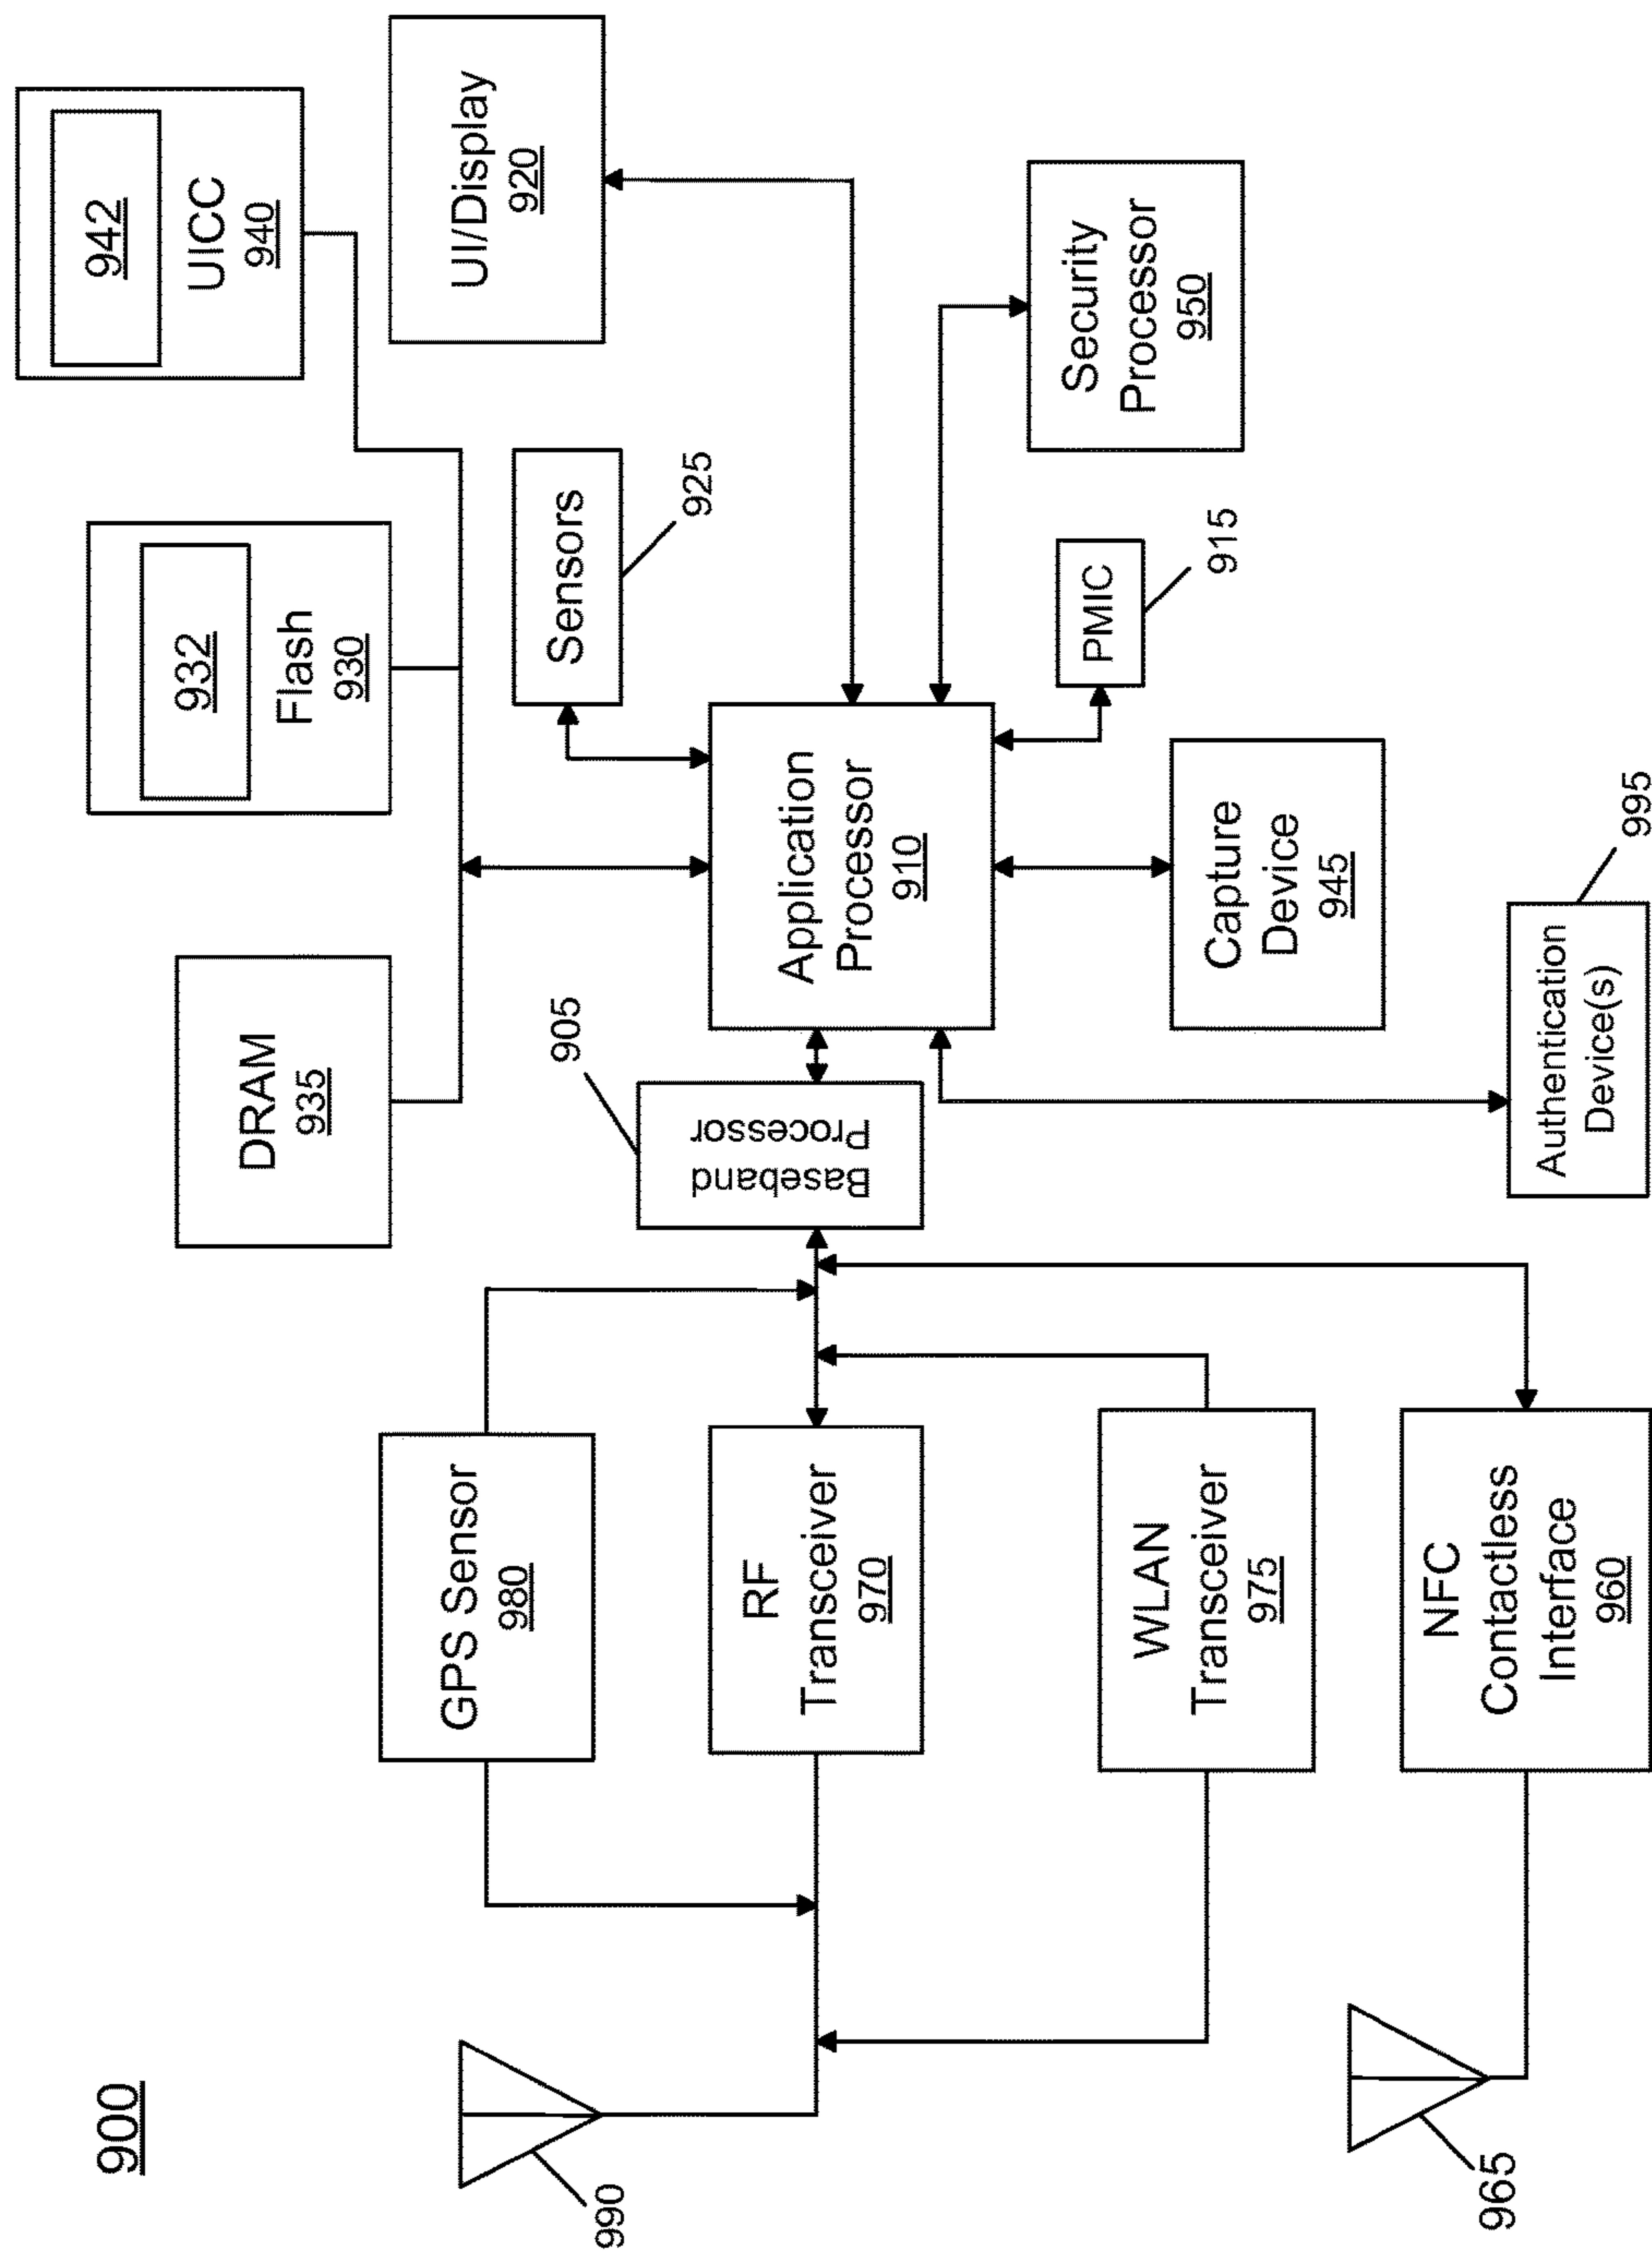 900
942
UICC
940
932
Flash
930
DRAM
935
UI/Display
920
Sensors
925
GPS Sensor
980
990
905
Baseband
Processor
Application
Processor
910
RF
Transceiver
970
Security
Processor
950
PMIC
915
WLAN
Transceiver
975
Capture
Device
945
NFC
Contactless
Interface
960
965
Authentication
Device(s)
995